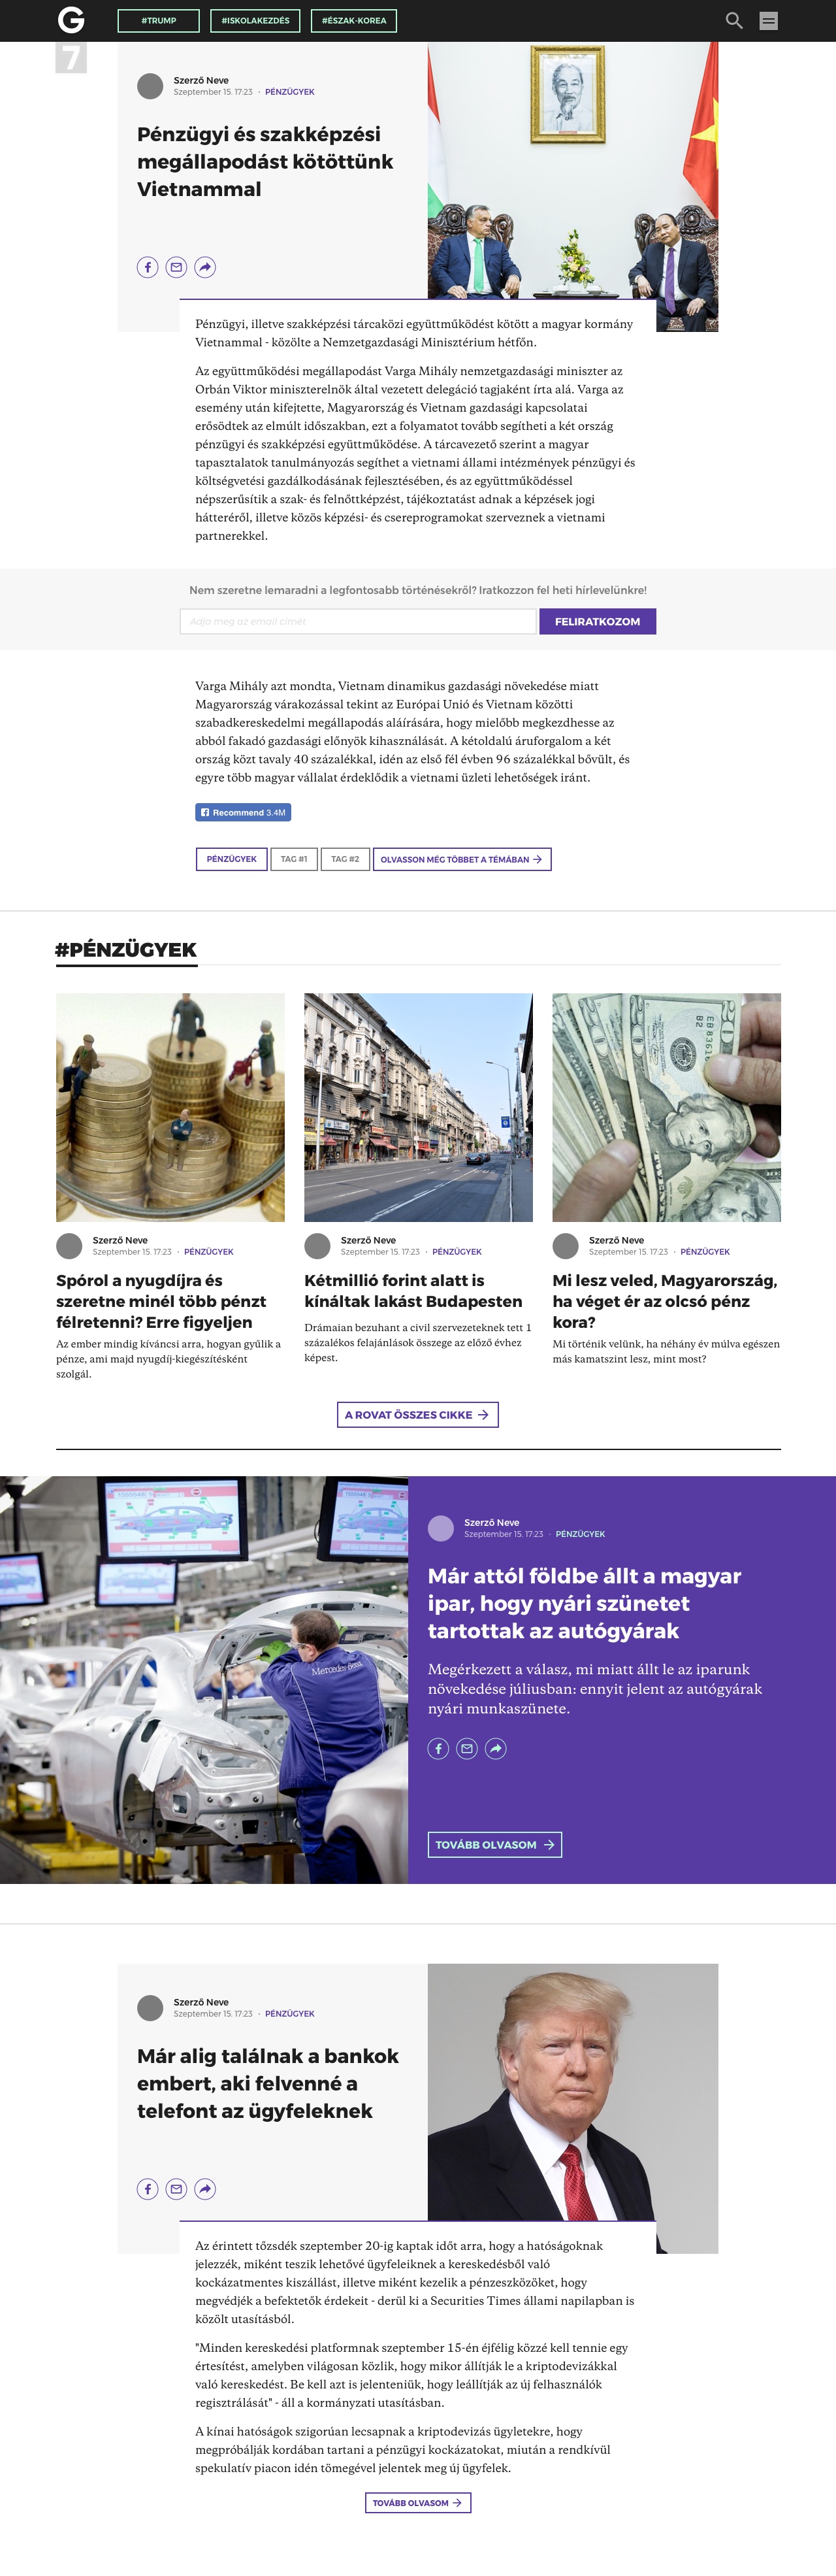 G
#TRUMP
#ISKOLAKEZDÉS
#ÉSZAK-KOREA
7
Szerző Neve
Szeptember 15. 17:23 · PÉNZÜGYEK
Pénzügyi és szakképzési
megállapodást kötöttünk
Vietnammal
Pénzügyi, illetve szakképzési tárcaközi együttműködést kötött a magyar kormány
Vietnammal - közölte a Nemzetgazdasági Minisztérium hétfőn.
Az együttműködési megállapodást Varga Mihály nemzetgazdasági miniszter az
Orbán Viktor miniszterelnök által vezetett delegáció tagjaként írta alá. Varga az
esemény után kifejtette, Magyarország és Vietnam gazdasági kapcsolatai
erősödtek az elmúlt időszakban, ezt a folyamatot tovább segítheti a két ország
pénzügyi és szakképzési együttműködése. A tárcavezető szerint a magyar
tapasztalatok tanulmányozás segíthet a vietnami állami intézmények pénzügyi és
költségvetési gazdálkodásának fejlesztésében, és az együttműködéssel
népszerűsítik a szak- és felnőttképzést, tájékoztatást adnak a képzések jogi
hátteréről, illetve közös képzési- és csereprogramokat szerveznek a vietnami
partnerekkel.
Nem szeretne lemaradni a legfontosabb történésekről? Iratkozzon fel heti hírlevelünkre!
Adja meg az email címét
FELIRATKOZOM
Varga Mihály azt mondta, Vietnam dinamikus gazdasági növekedése miatt
Magyarország várakozással tekint az Európai Unió és Vietnam közötti
szabadkereskedelmi megállapodás aláírására, hogy mielőbb megkezdhesse az
abból fakadó gazdasági előnyök kihasználását. A kétoldalú áruforgalom a két
ország közt tavaly 40 százalékkal, idén az első fél évben 96 százalékkal bővült, és
egyre több magyar vállalat érdeklődik a vietnami üzleti lehetőségek iránt.
Recommend 3.4M
PÉNZÜGYEK
TAG #1
TAG #2
OLVASSON MÉG TÖBBET A TÉMÁBAN
#PÉNZÜGYEK
Szerző Neve
Szeptember 15. 17:23 · PÉNZÜGYEK
Spórol a nyugdíjra és
szeretne minél több pénzt
félretenni? Erre figyeljen
Az ember mindig kíváncsi arra, hogyan gyűlik a
pénze, ami majd nyugdíj-kiegészítésként
szolgál.
Szerző Neve
Szeptember 15. 17:23 · PÉNZÜGYEK
Kétmillió forint alatt is
kínáltak lakást Budapesten
Drámaian bezuhant a civil szervezeteknek tett 1
százalékos felajánlások összege az előző évhez
képest.
Szerző Neve
Szeptember 15. 17:23 · PÉNZÜGYEK
Mi lesz veled, Magyarország,
ha véget ér az olcsó pénz
kora?
Mi történik velünk, ha néhány év múlva egészen
más kamatszint lesz, mint most?
A ROVAT ÖSSZES CIKKE
Mercedes-Benz
Szerző Neve
Szeptember 15. 17:23 · PÉNZÜGYEK
Már attól földbe állt a magyar
ipar, hogy nyári szünetet
tartottak az autógyárak
Megérkezett a válasz, mi miatt állt le az iparunk
növekedése júliusban: ennyit jelent az autógyárak
nyári munkaszünete.
TOVÁBB OLVASOM
Szerző Neve
Szeptember 15. 17:23 · PÉNZÜGYEK
Már alig találnak a bankok
embert, aki felvenné a
telefont az ügyfeleknek
Az érintett tőzsdék szeptember 20-ig kaptak időt arra, hogy a hatóságoknak
jelezzék, miként teszik lehetővé ügyfeleiknek a kereskedésből való
kockázatmentes kiszállást, illetve miként kezelik a pénzeszközöket, hogy
megvédjék a befektetők érdekeit - derül ki a Securities Times állami napilapban is
közölt utasításból.
"Minden kereskedési platformnak szeptember 15-én éjfélig közzé kell tennie egy
értesítést, amelyben világosan közlik, hogy mikor állítják le a kriptodevizákkal
való kereskedést. Be kell azt is jelenteniük, hogy leállítják az új felhasználók
regisztrálását" - áll a kormányzati utasításban.
A kínai hatóságok szigorúan lecsapnak a kriptodevizás ügyletekre, hogy
megpróbálják kordában tartani a pénzügyi kockázatokat, miután a rendkívül
spekulatív piacon idén tömegével jelentek meg új ügyfelek.
TOVÁBB OLVASOM